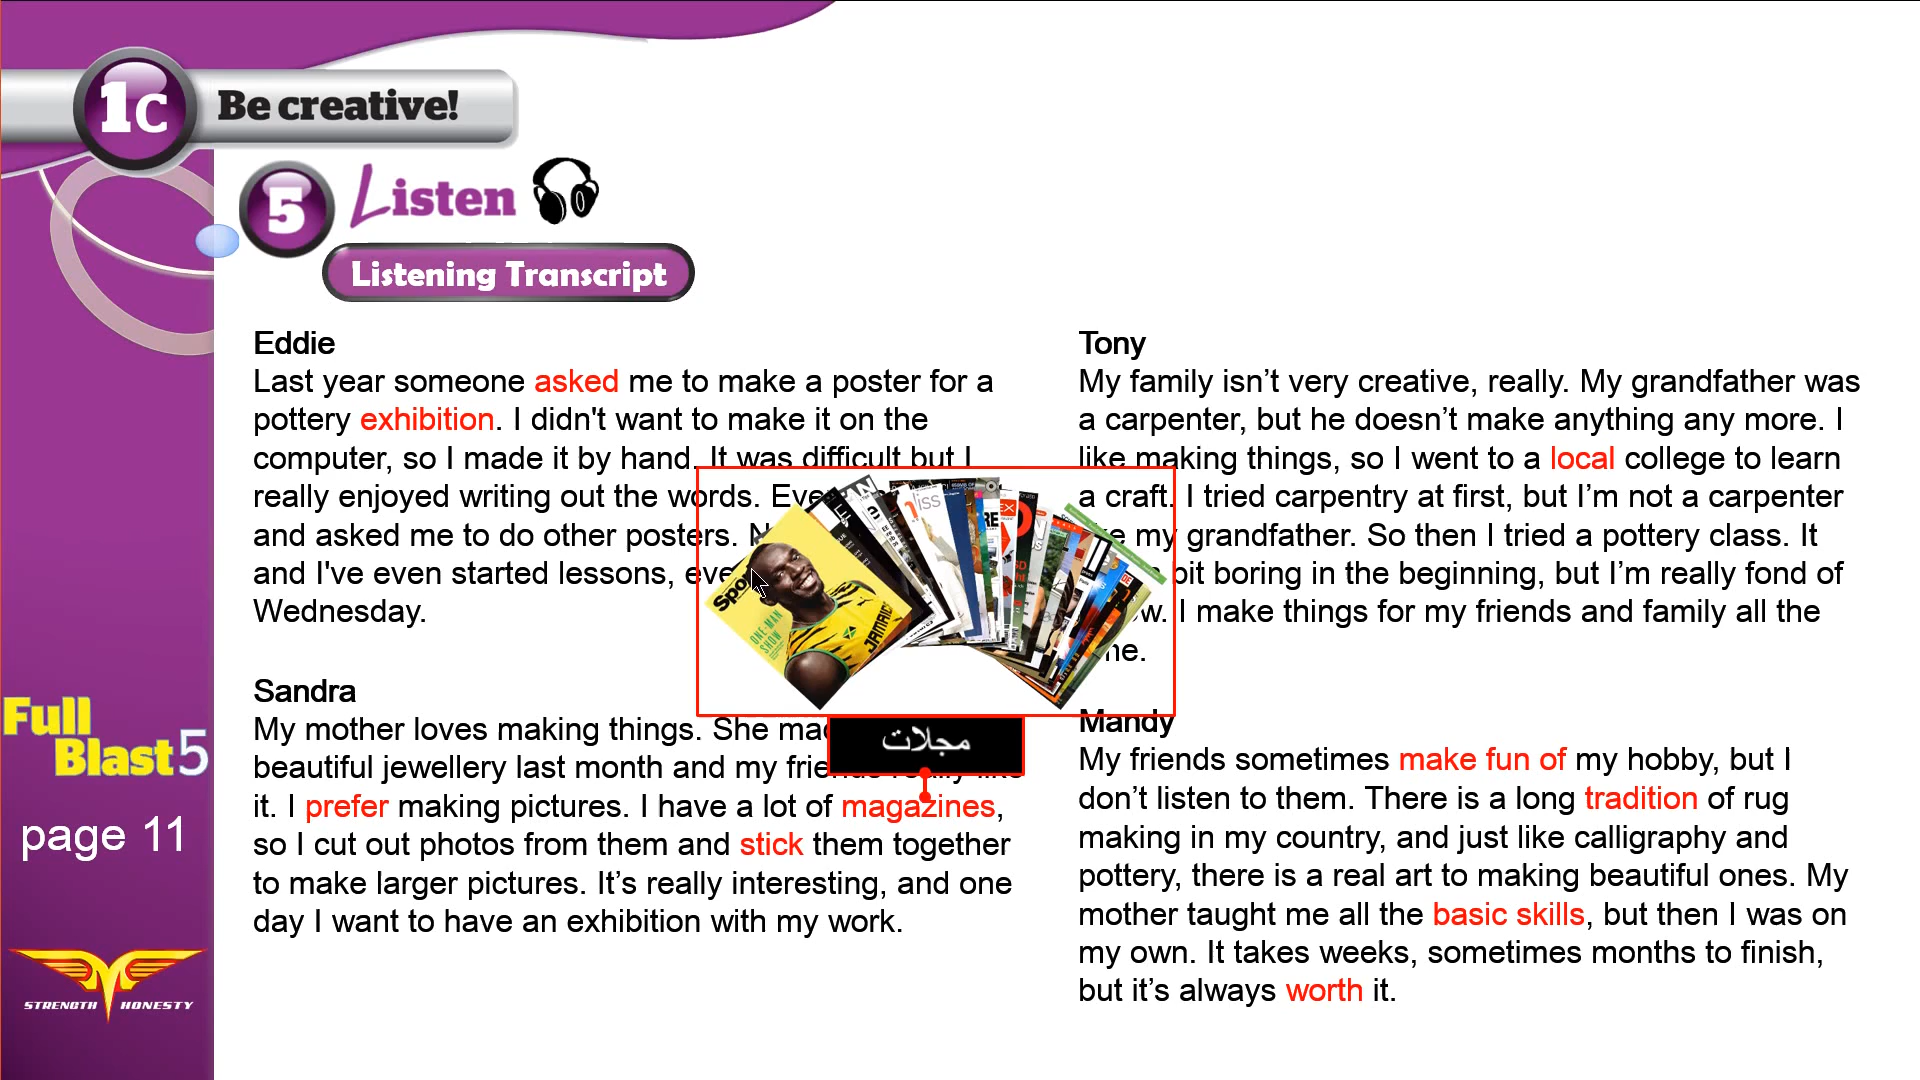 1c Be creative!
5 Listen
Listening Transcript
Eddie
Last year someone asked me to make a poster for a
pottery exhibition. I didn't want to make it on the
computer, so I made it by hand. It was difficult but I
really enjoyed writing out the words.
and asked me to do other posters.
and I've even started lessons,
Wednesday.
Sandra
My mother loves making things. She
beautiful jewellery last month and my
it. I prefer making pictures. I have a lot of magazines,
so I cut out photos from them and stick them together
to make larger pictures. It’s really interesting, and one
day I want to have an exhibition with my work.
Tony
My family isn’t very creative, really. My grandfather was
a carpenter, but he doesn’t make anything any more. I
like making things, so I went to a local college to learn
a craft. I tried carpentry at first, but I’m not a carpenter
my grandfather. So then I tried a pottery class. It
bit boring in the beginning, but I’m really fond of
I make things for my friends and family all the
Mandy
My friends sometimes make fun of my hobby, but I
don’t listen to them. There is a long tradition of rug
making in my country, and just like calligraphy and
pottery, there is a real art to making beautiful ones. My
mother taught me all the basic skills, but then I was on
my own. It takes weeks, sometimes months to finish,
but it’s always worth it.
ONE-MAN
SHOW
JAMAICA
مجلات
Full
Blast 5
page 11
STRENGTH HONESTY